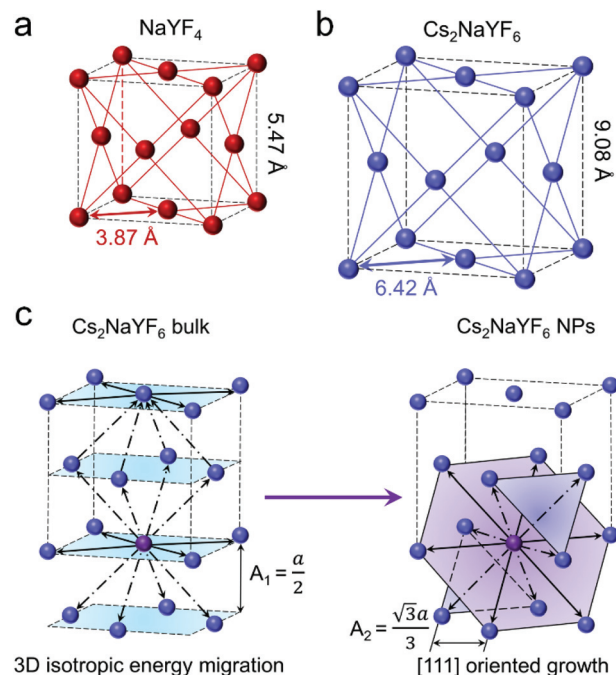 a
NaYF₄
5.47 Å
3.87 Å
b
Cs₂NaYF₆
9.08 Å
6.42 Å
c
Cs₂NaYF₆ bulk
Cs₂NaYF₆ NPs
A₁ = a/2
A₂ = √3a/3
3D isotropic energy migration
[111] oriented growth